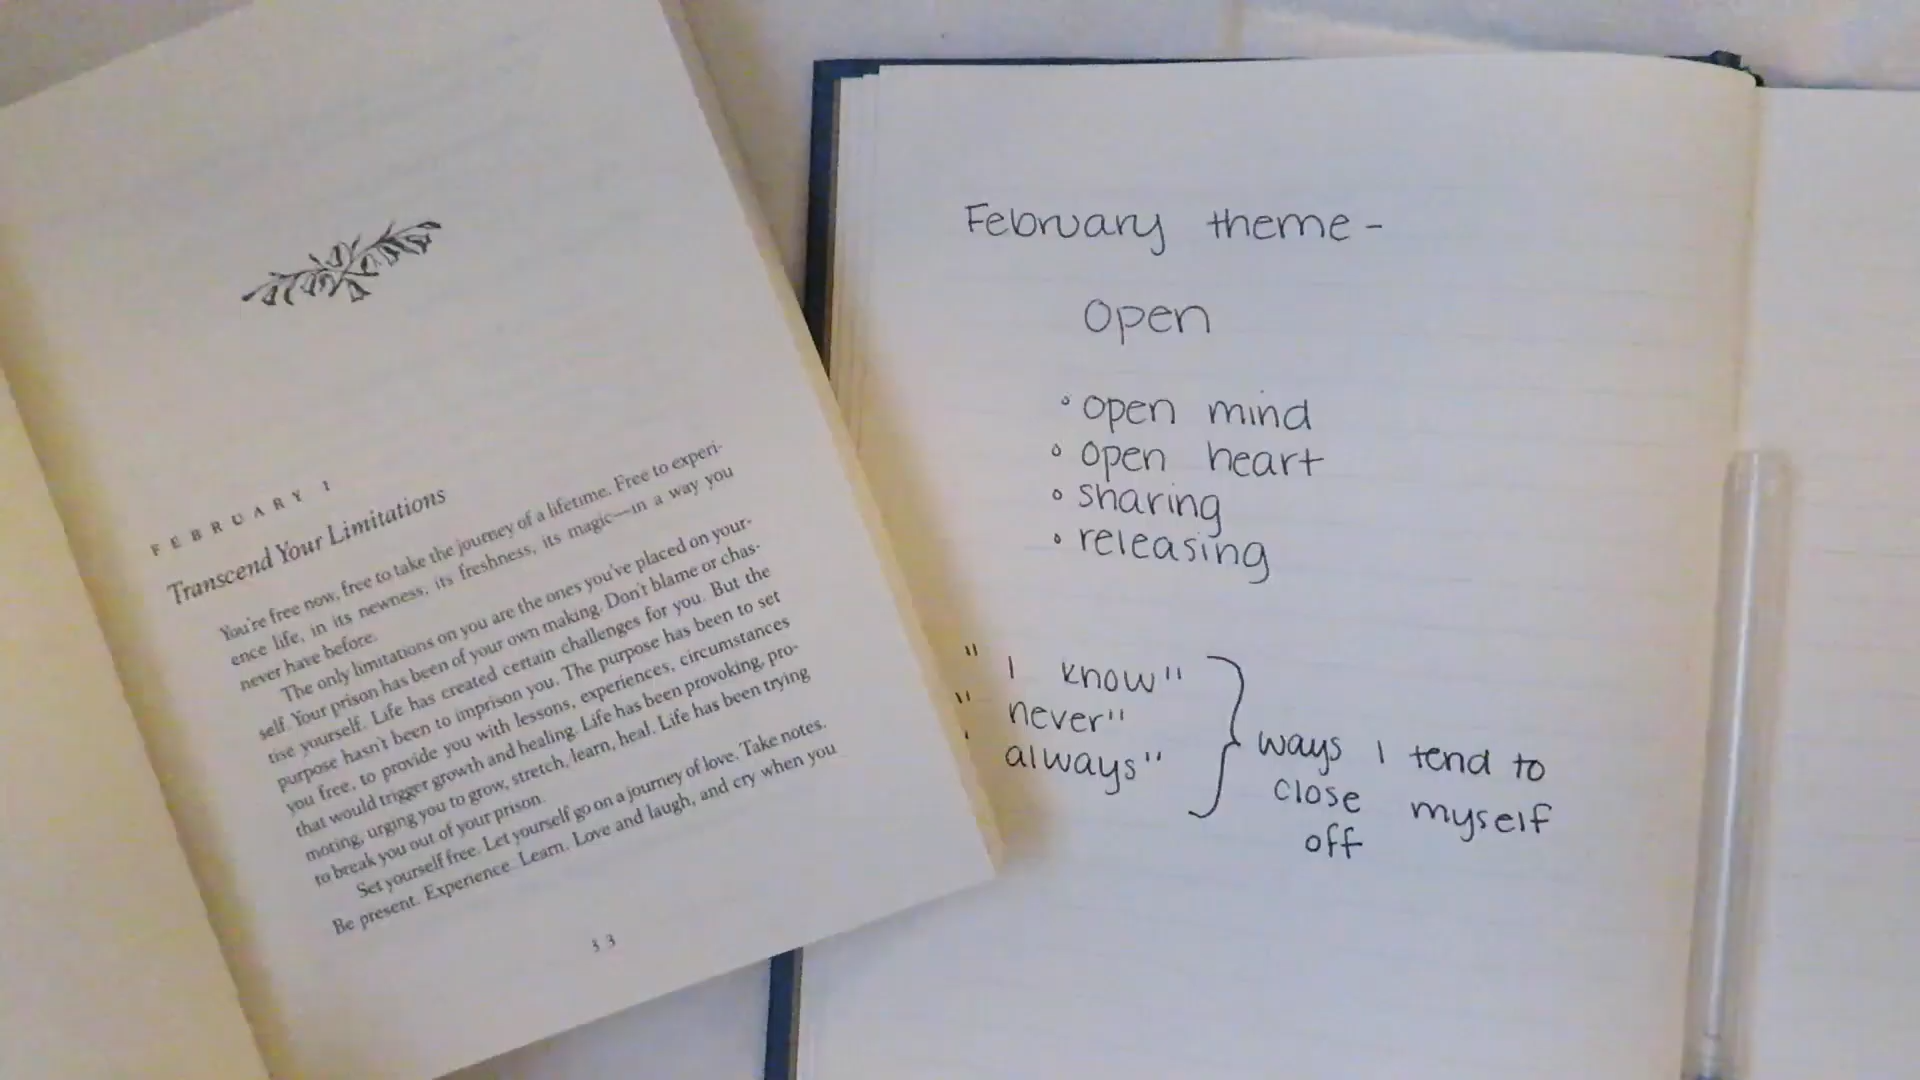 FEBRUARY 1
Transcend Your Limitations
You're free now, free to take the journey of a lifetime. Free to experi-
ence life, in its newness, its freshness, its magic—in a way you
never have before.
The only limitations on you are the ones you've placed on your-
self. Your prison has been of your own making. Don't blame or chas-
tise yourself. Life has created certain challenges for you. But the
purpose hasn't been to imprison you. The purpose has been to set
you free, to provide you with lessons, experiences, circumstances
that would trigger growth and healing. Life has been provoking, pro-
moting, urging you to grow, stretch, learn, heal. Life has been trying
to break you out of your prison.
Set yourself free. Let yourself go on a journey of love. Take notes.
Be present. Experience. Learn. Love and laugh, and cry when you
33
February theme -
open
• open mind
• open heart
• sharing
• releasing
" I know"
" never"
' always"
ways I tend to
close myself
off